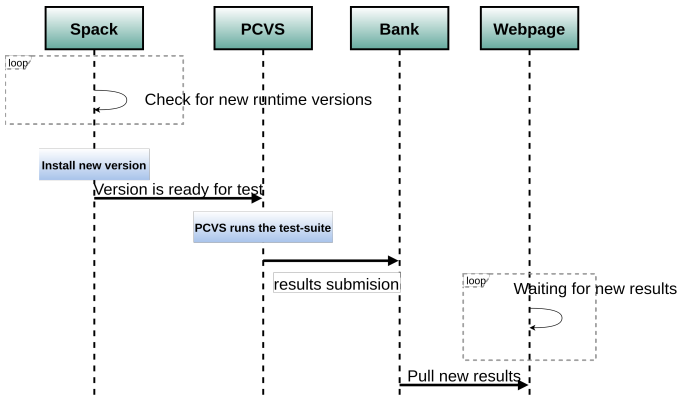 Spack
PCVS
Bank
Webpage
loop
Check for new runtime versions
Install new version
Version is ready for test
PCVS runs the test-suite
results submision
loop
Waiting for new results
Pull new results